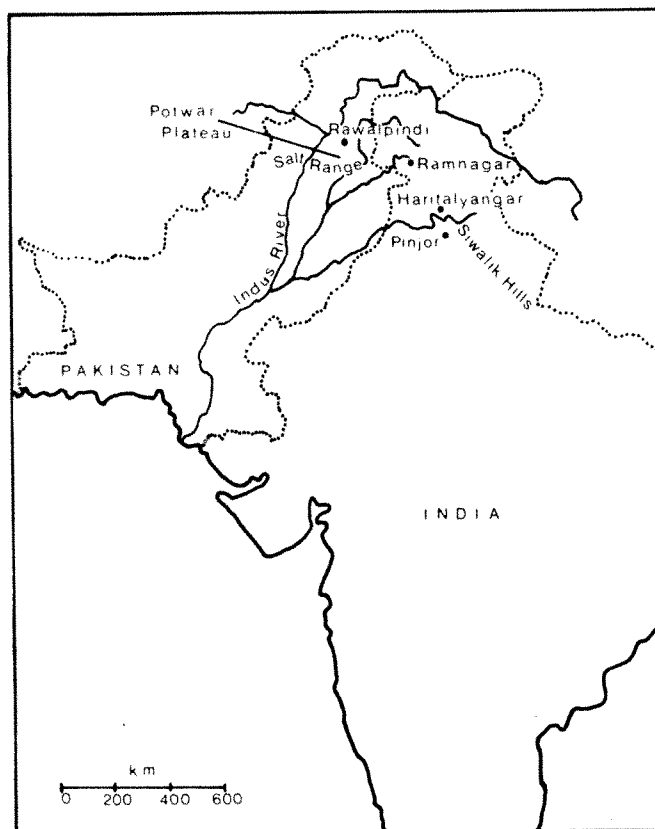 Potwar
Plateau
Rawalpindi
Salt Range
Ramnagar
Haritalyangar
Pinjor
Siwalik Hills
Indus River
PAKISTAN
INDIA
km
0 200 400 600